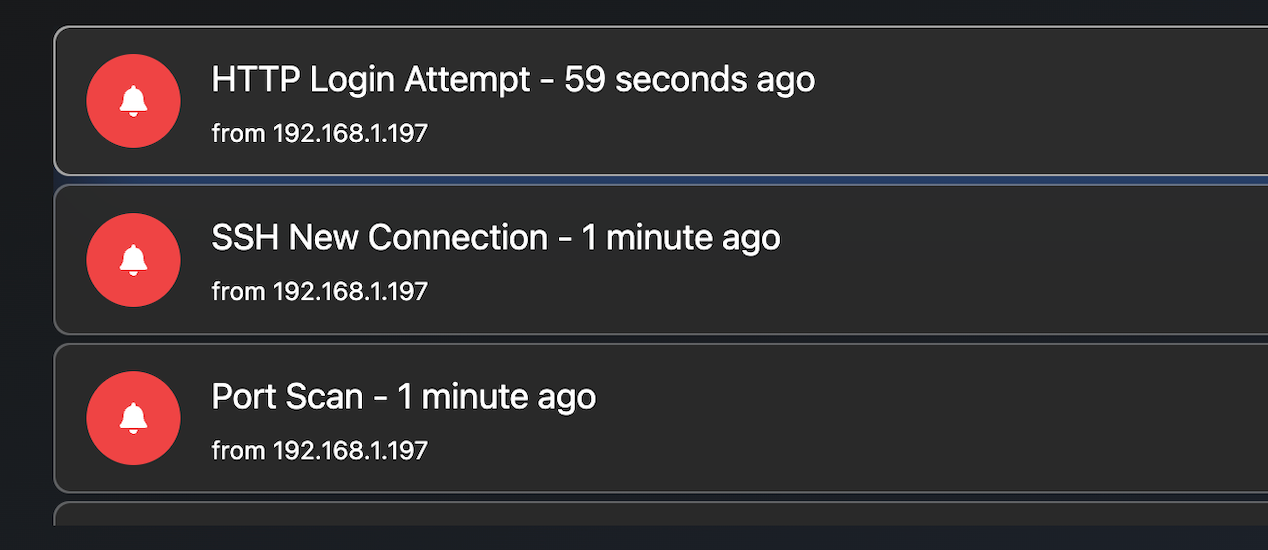 HTTP Login Attempt - 59 seconds ago
from 192.168.1.197
SSH New Connection - 1 minute ago
from 192.168.1.197
Port Scan - 1 minute ago
from 192.168.1.197